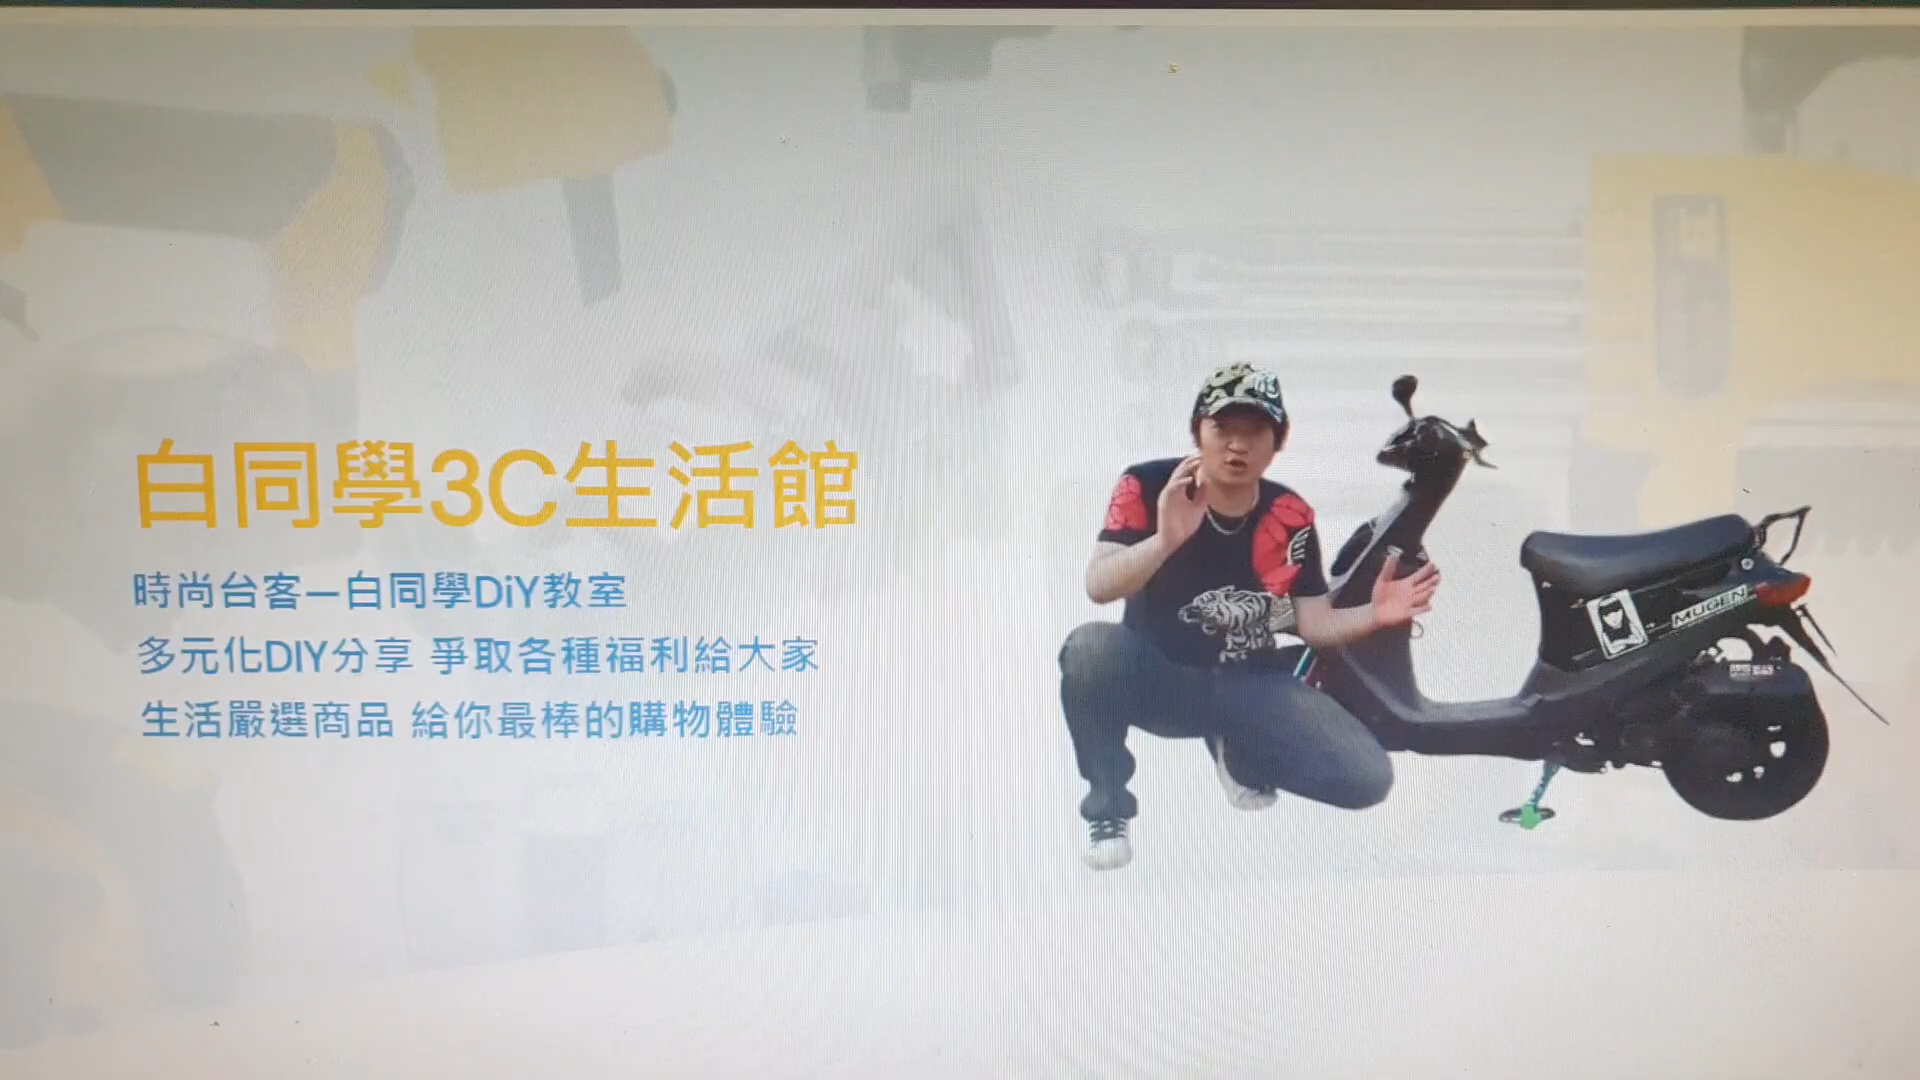 白同學3C生活館
時尚台客—白同學DiY教室
多元化DIY分享 爭取各種福利給大家
生活嚴選商品 給你最棒的購物體驗
MUGEN